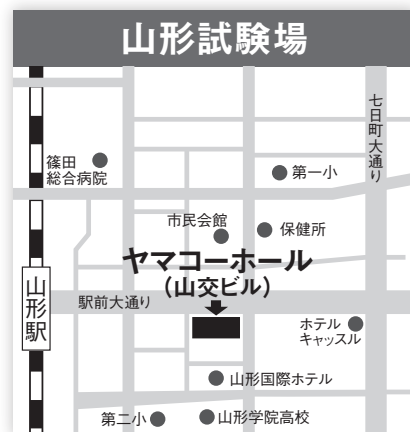 山形試験場
七日町大通り
篠田
総合病院
第一小
市民会館
保健所
ヤマコーホール
(山交ビル)
山形駅
駅前大通り
ホテル
キャッスル
山形国際ホテル
第二小
山形学院高校